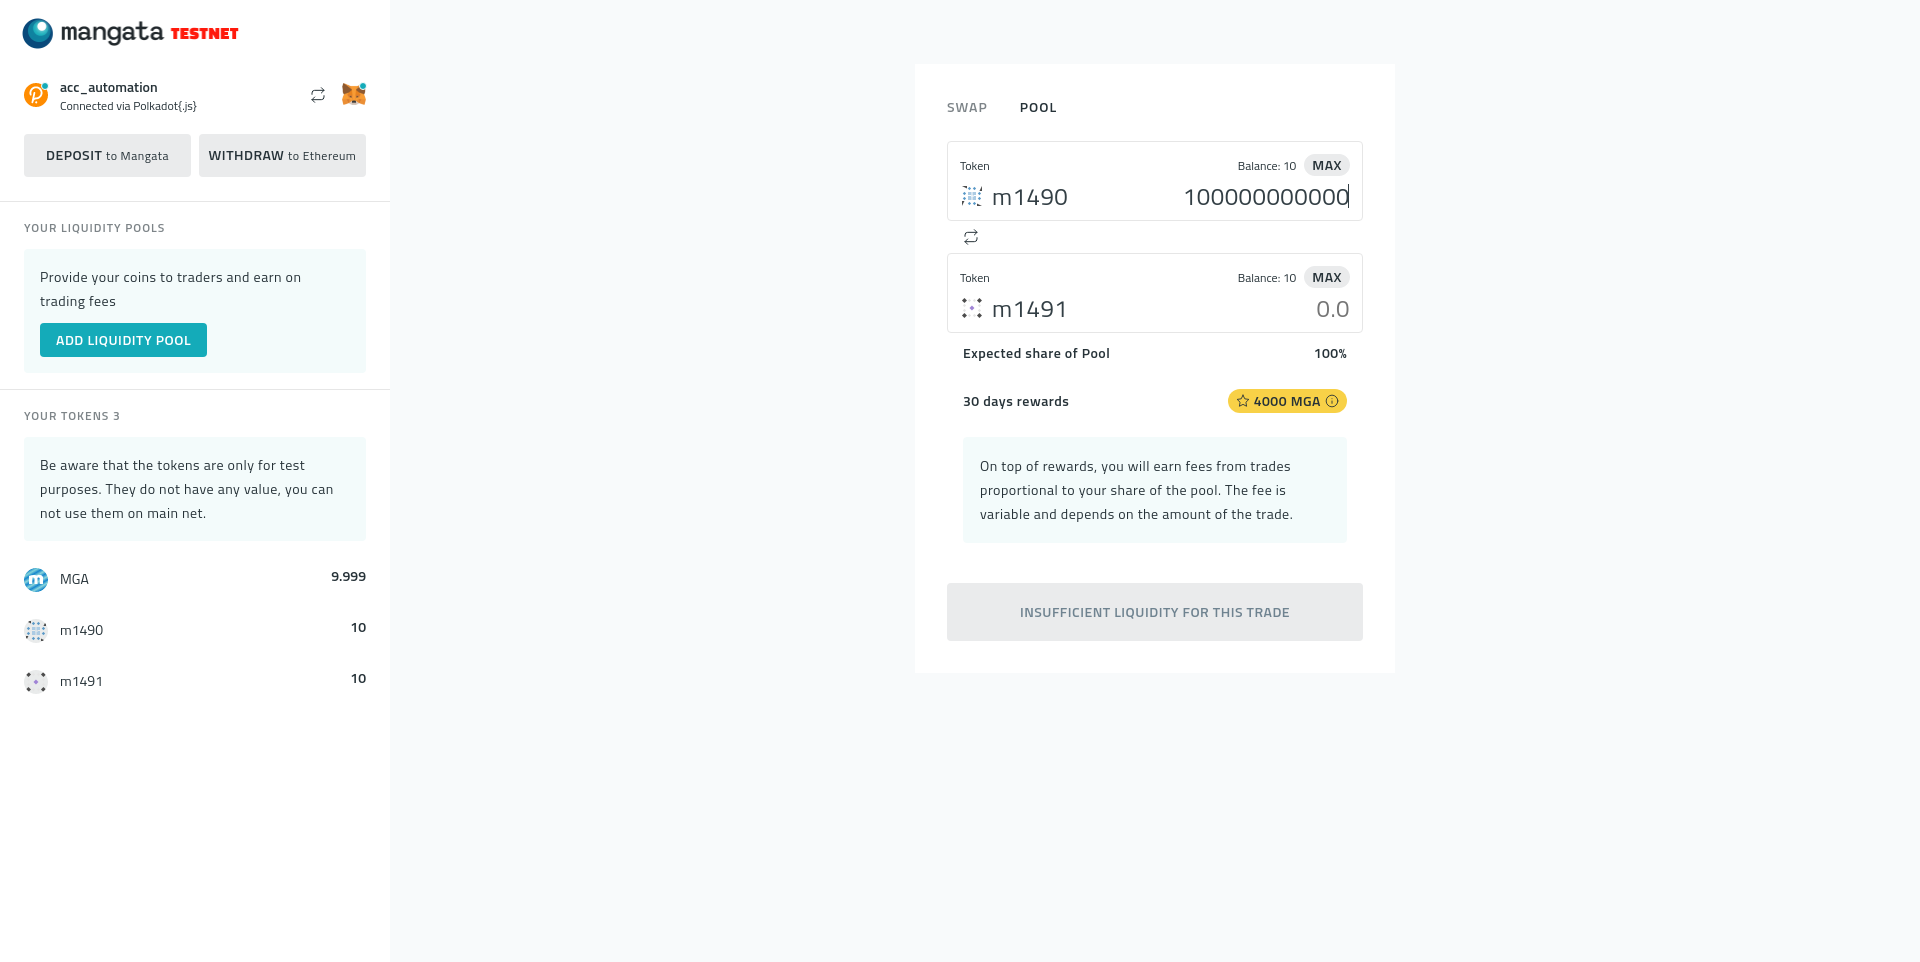 mangata TESTNET
acc_automation
Connected via Polkadot{.js}
DEPOSIT to Mangata
WITHDRAW to Ethereum
YOUR LIQUIDITY POOLS
Provide your coins to traders and earn on
trading fees
ADD LIQUIDITY POOL
YOUR TOKENS 3
Be aware that the tokens are only for test
purposes. They do not have any value, you can
not use them on main net.
MGA 9.999
m1490 10
m1491 10
SWAP POOL
Token Balance: 10 MAX
m1490 100000000000
Token Balance: 10 MAX
m1491 0.0
Expected share of Pool 100%
30 days rewards 4000 MGA
On top of rewards, you will earn fees from trades
proportional to your share of the pool. The fee is
variable and depends on the amount of the trade.
INSUFFICIENT LIQUIDITY FOR THIS TRADE